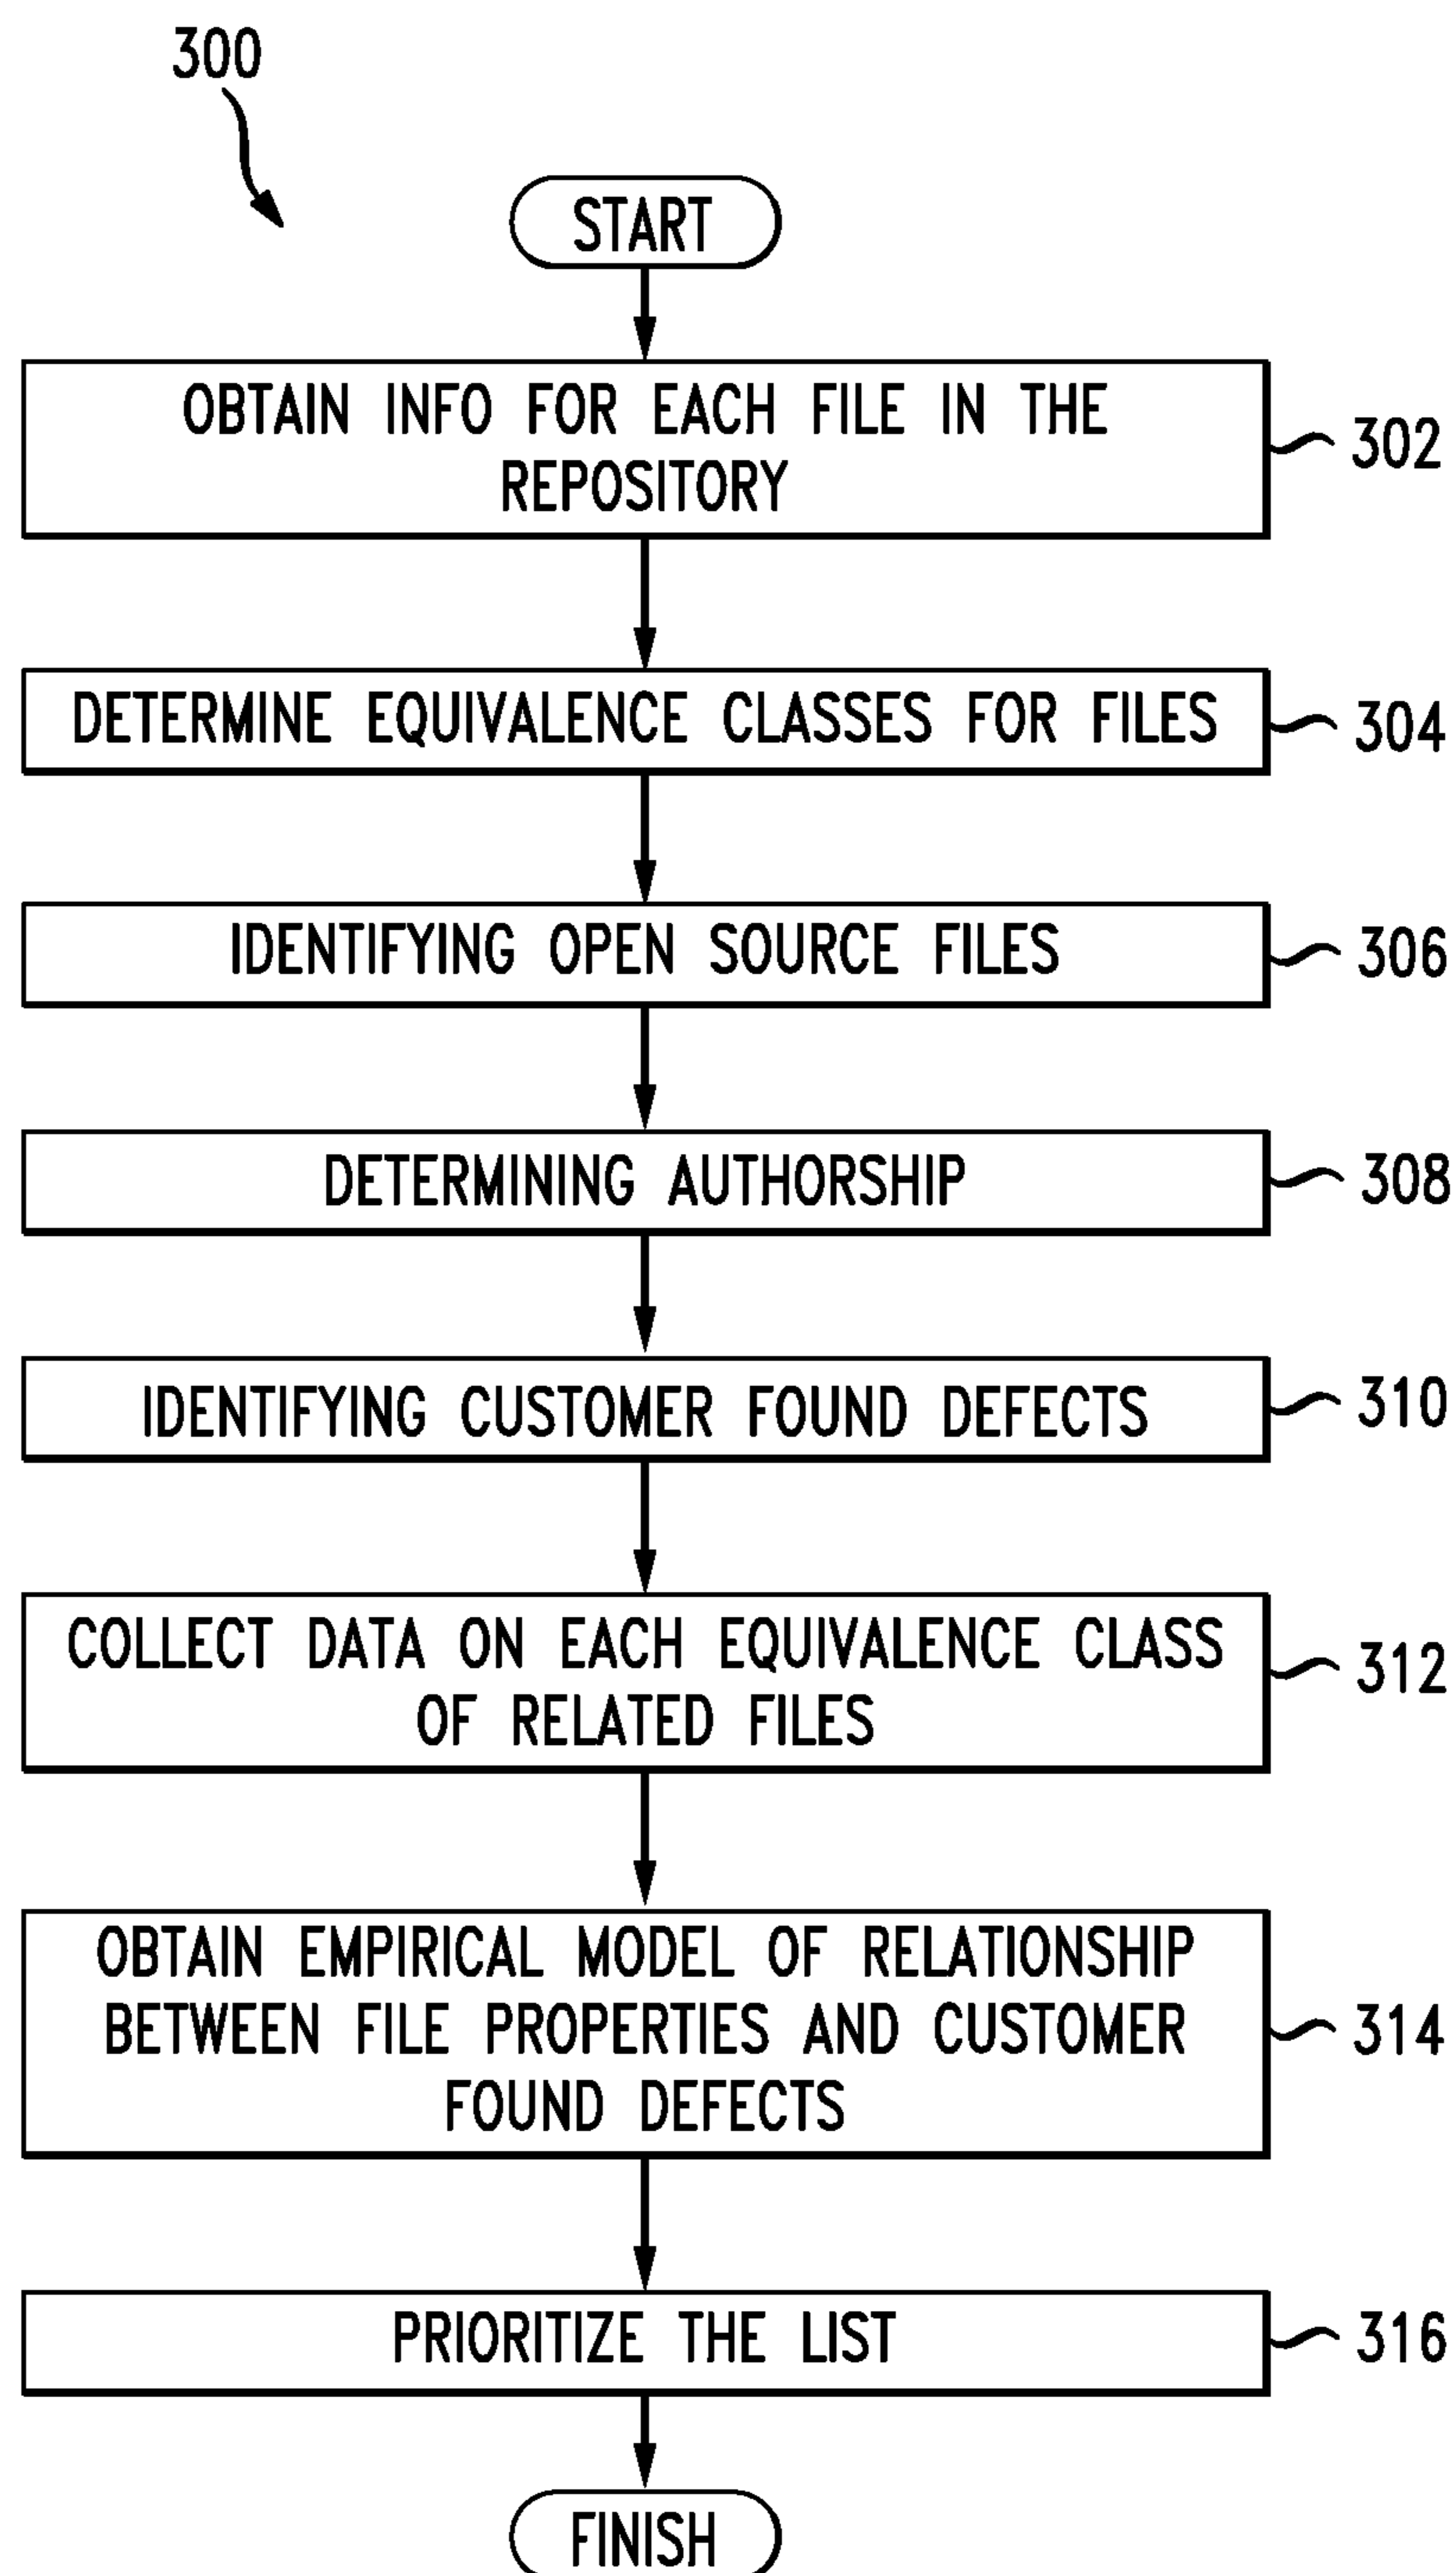 300
START
OBTAIN INFO FOR EACH FILE IN THE
REPOSITORY
302
DETERMINE EQUIVALENCE CLASSES FOR FILES
304
IDENTIFYING OPEN SOURCE FILES
306
DETERMINING AUTHORSHIP
308
IDENTIFYING CUSTOMER FOUND DEFECTS
310
COLLECT DATA ON EACH EQUIVALENCE CLASS
OF RELATED FILES
312
OBTAIN EMPIRICAL MODEL OF RELATIONSHIP
BETWEEN FILE PROPERTIES AND CUSTOMER
FOUND DEFECTS
314
PRIORITIZE THE LIST
316
FINISH